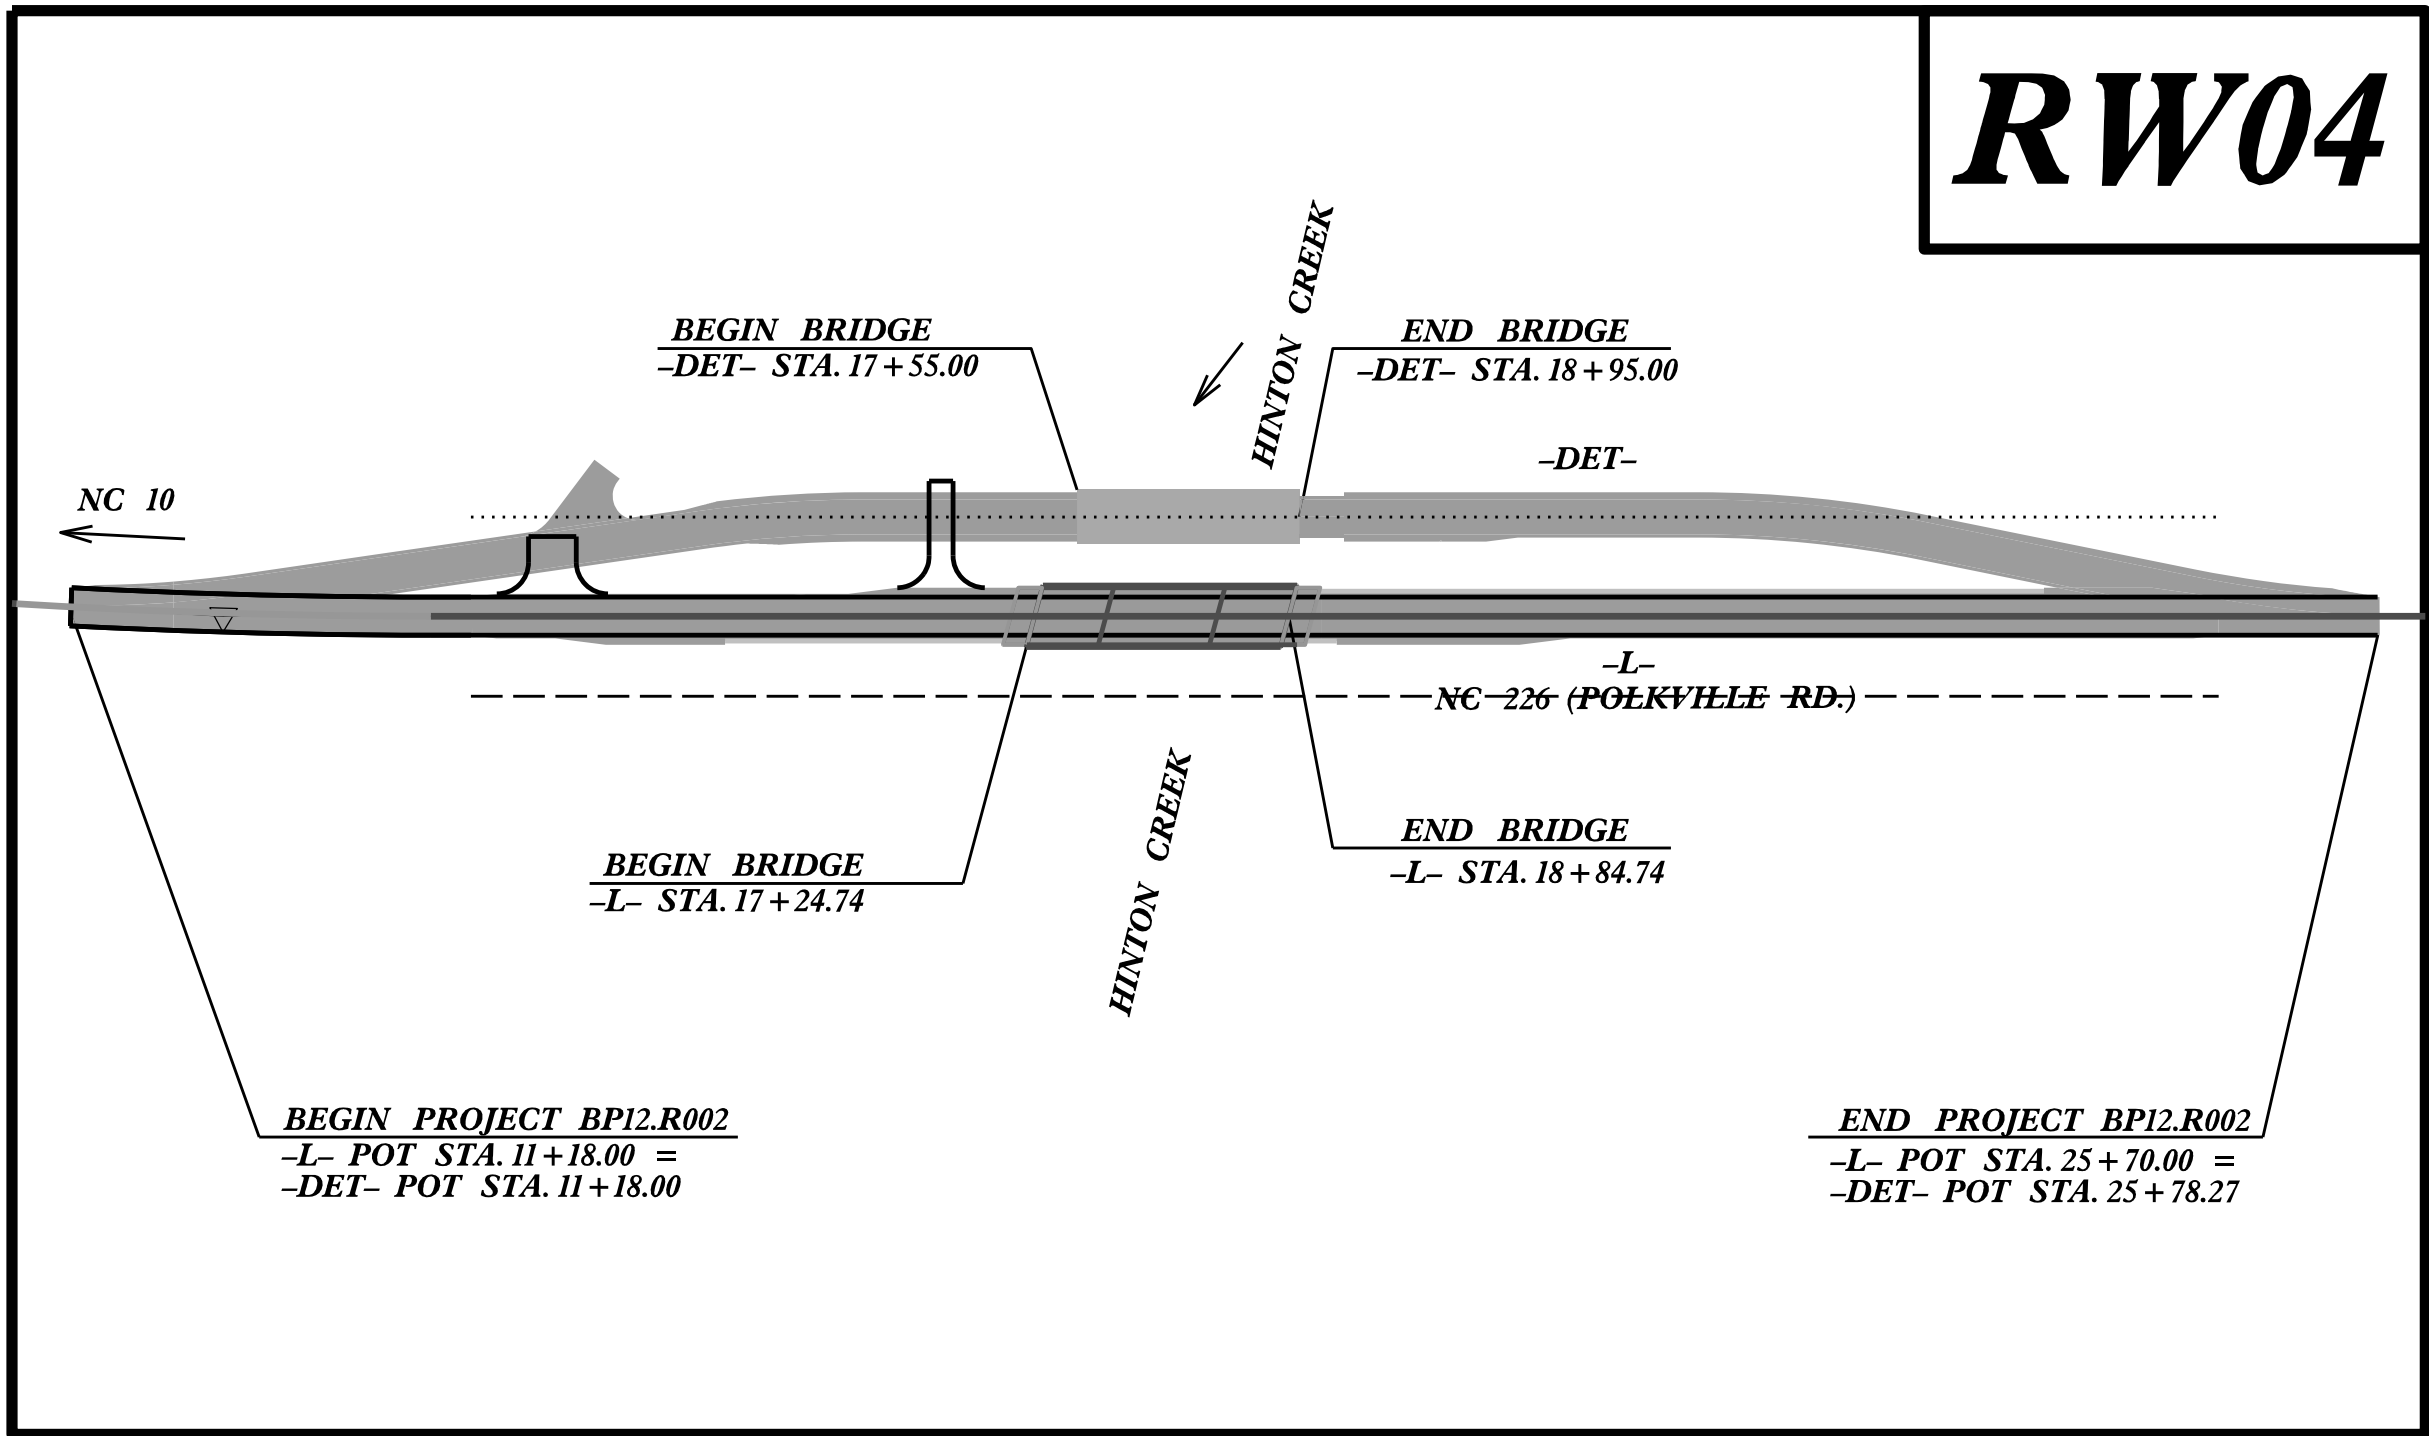 RW04
HINTON CREEK
BEGIN BRIDGE
–DET– STA. 17+55.00
END BRIDGE
–DET– STA. 18+95.00
–DET–
NC 10
–L–
NC 226 (POLKVILLE RD.)
HINTON CREEK
END BRIDGE
–L– STA. 18+84.74
BEGIN BRIDGE
–L– STA. 17+24.74
BEGIN PROJECT BP12.R002
–L– POT STA. 11+18.00 =
–DET– POT STA. 11+18.00
END PROJECT BP12.R002
–L– POT STA. 25+70.00 =
–DET– POT STA. 25+78.27